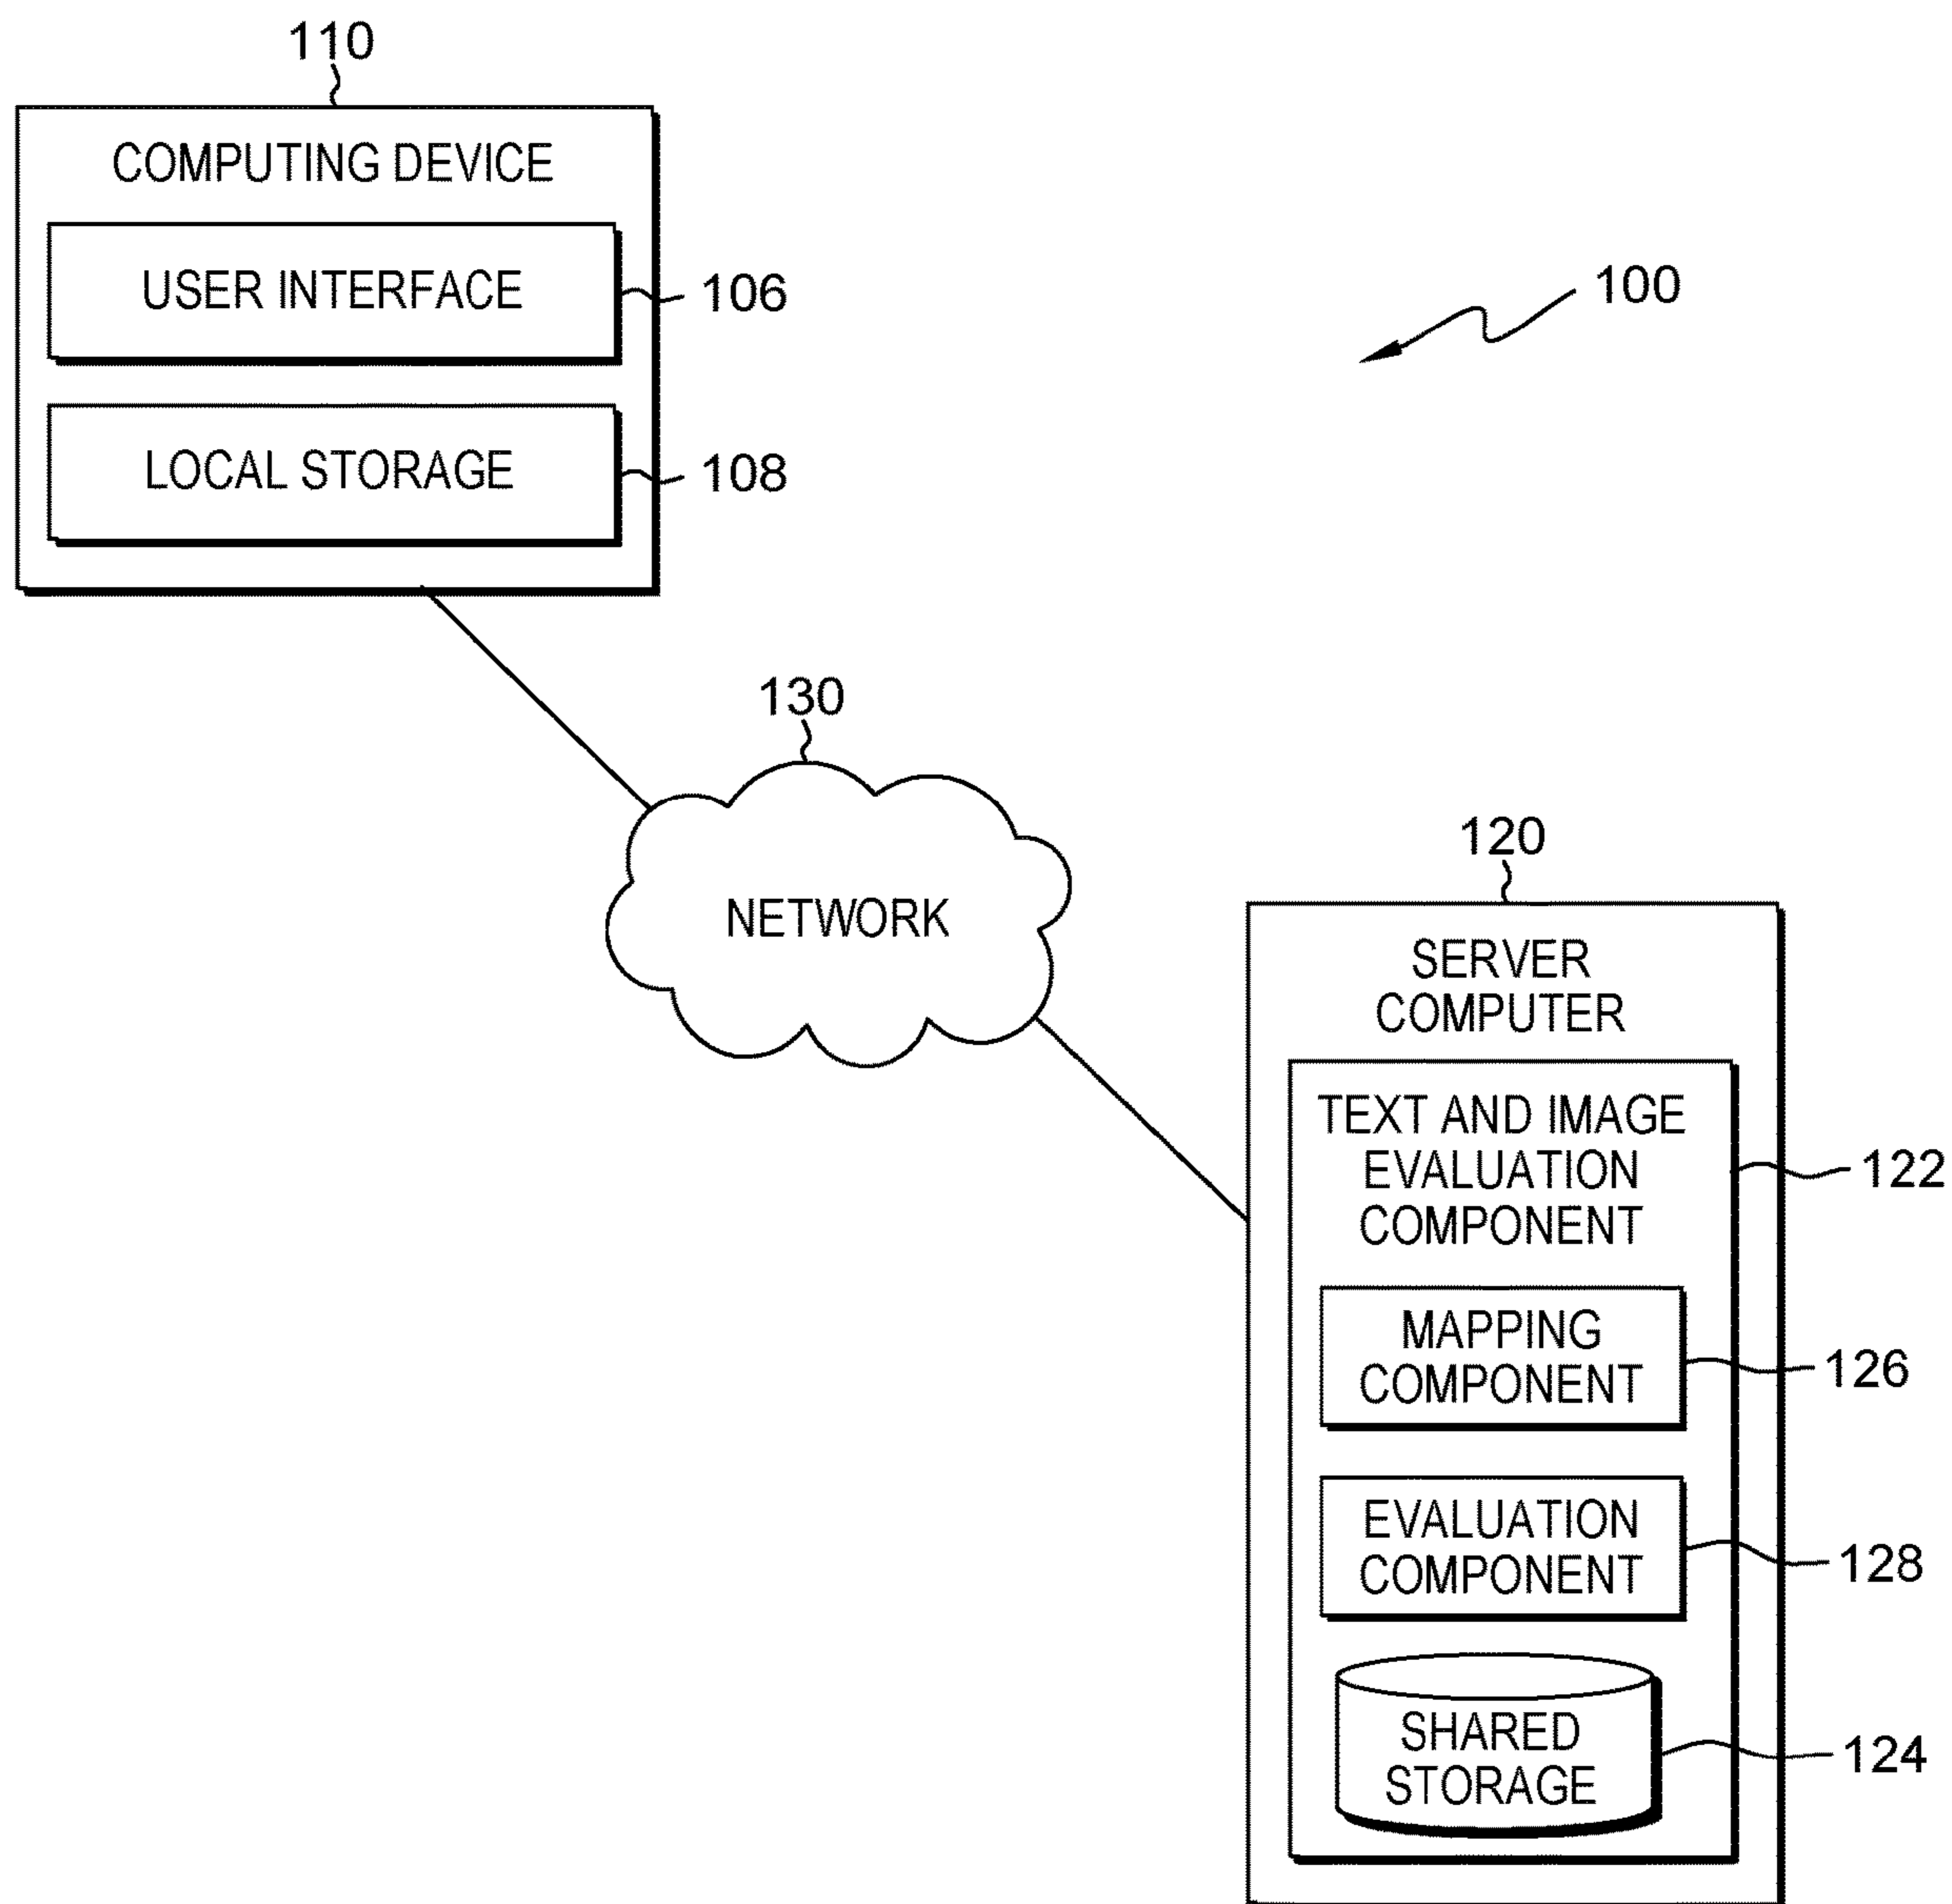 110
COMPUTING DEVICE
USER INTERFACE
106
LOCAL STORAGE
108
100
130
NETWORK
120
SERVER
COMPUTER
TEXT AND IMAGE
EVALUATION
COMPONENT
122
MAPPING
COMPONENT
126
EVALUATION
COMPONENT
128
SHARED
STORAGE
124